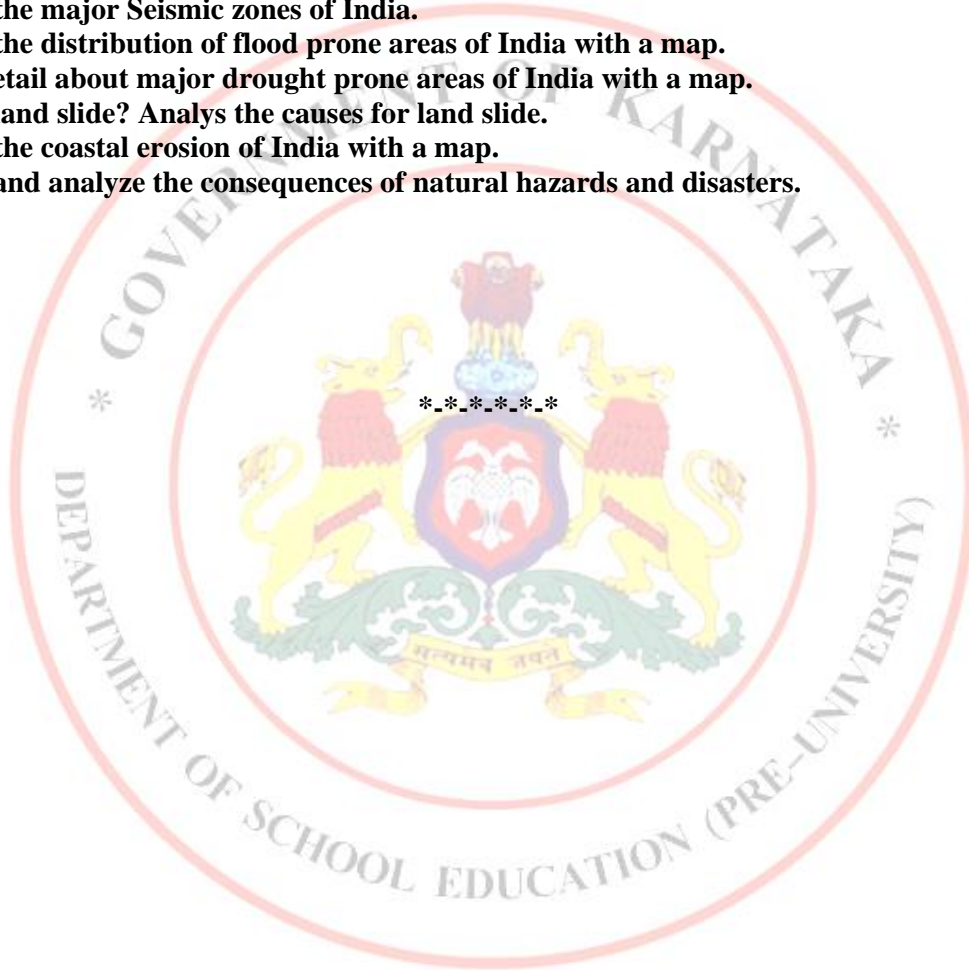 the major Seismic zones of India.
the distribution of flood prone areas of India with a map.
etail about major drought prone areas of India with a map.
and slide? Analys the causes for land slide.
the coastal erosion of India with a map.
and analyze the consequences of natural hazards and disasters.
* GOVERNMENT OF KARNATAKA *
*-*-*-*-*-*
सत्यमेव जयते
DEPARTMENT OF SCHOOL EDUCATION (PRE-UNIVERSITY)